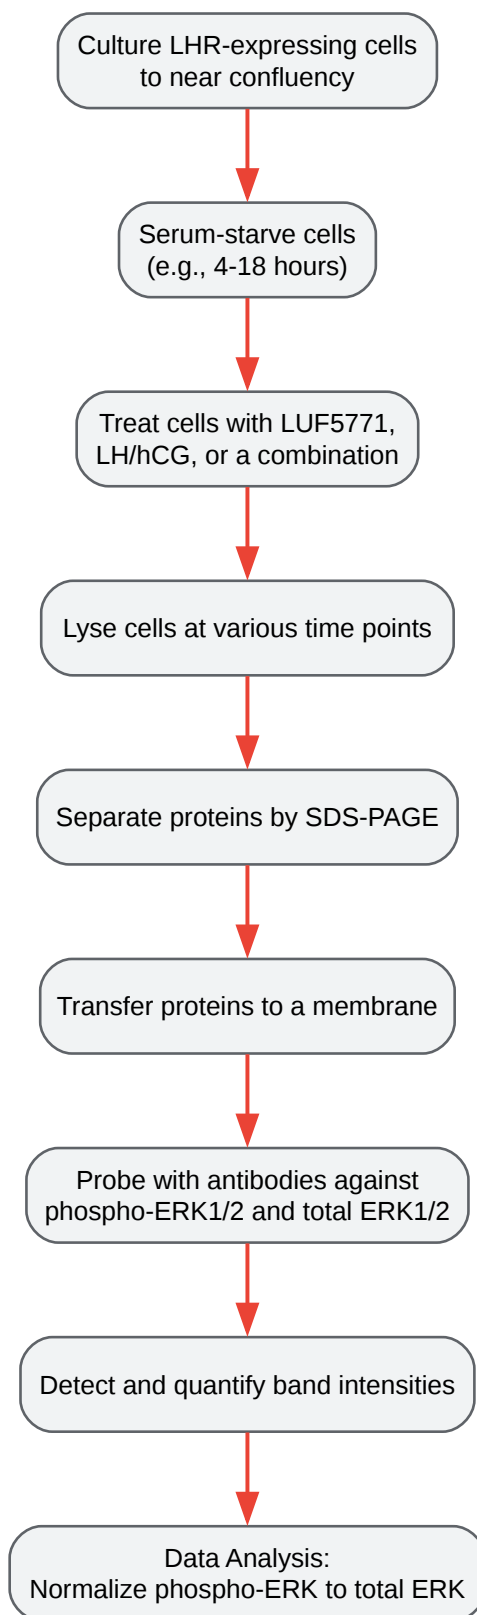 Culture LHR-expressing cells
to near confluency
Serum-starve cells
(e.g., 4-18 hours)
Treat cells with LUF5771,
LH/hCG, or a combination
Lyse cells at various time points
Separate proteins by SDS-PAGE
Transfer proteins to a membrane
Probe with antibodies against
phospho-ERK1/2 and total ERK1/2
Detect and quantify band intensities
Data Analysis:
Normalize phospho-ERK to total ERK